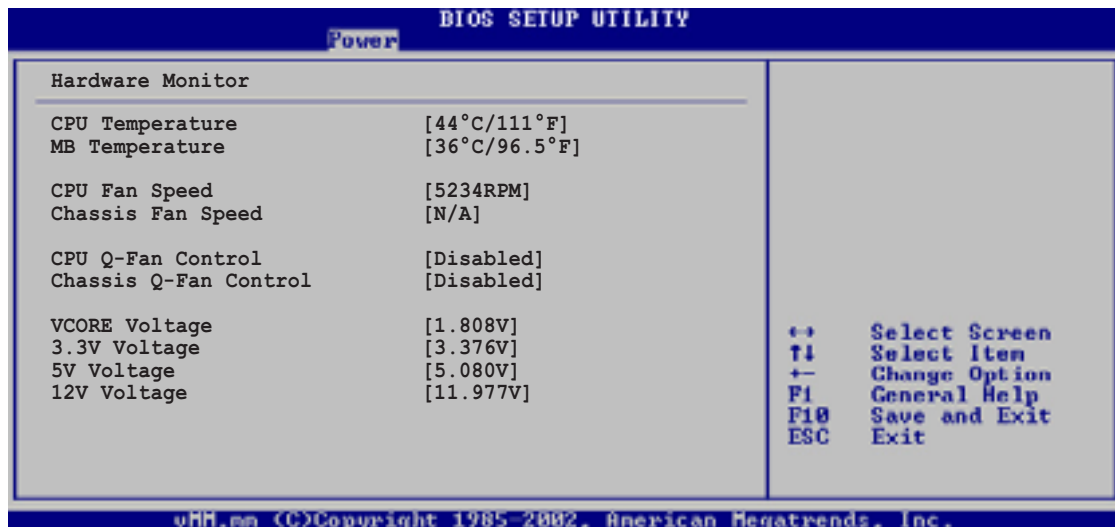 BIOS SETUP UTILITY
Power
Hardware Monitor
CPU Temperature [44°C/111°F]
MB Temperature [36°C/96.5°F]
CPU Fan Speed [5234RPM]
Chassis Fan Speed [N/A]
CPU Q-Fan Control [Disabled]
Chassis Q-Fan Control [Disabled]
VCORE Voltage [1.808V]
3.3V Voltage [3.376V]
5V Voltage [5.080V]
12V Voltage [11.977V]
↔ Select Screen
↑↓ Select Item
+- Change Option
F1 General Help
F10 Save and Exit
ESC Exit
vMM.mm (C)Copyright 1985-2002, American Megatrends, Inc.